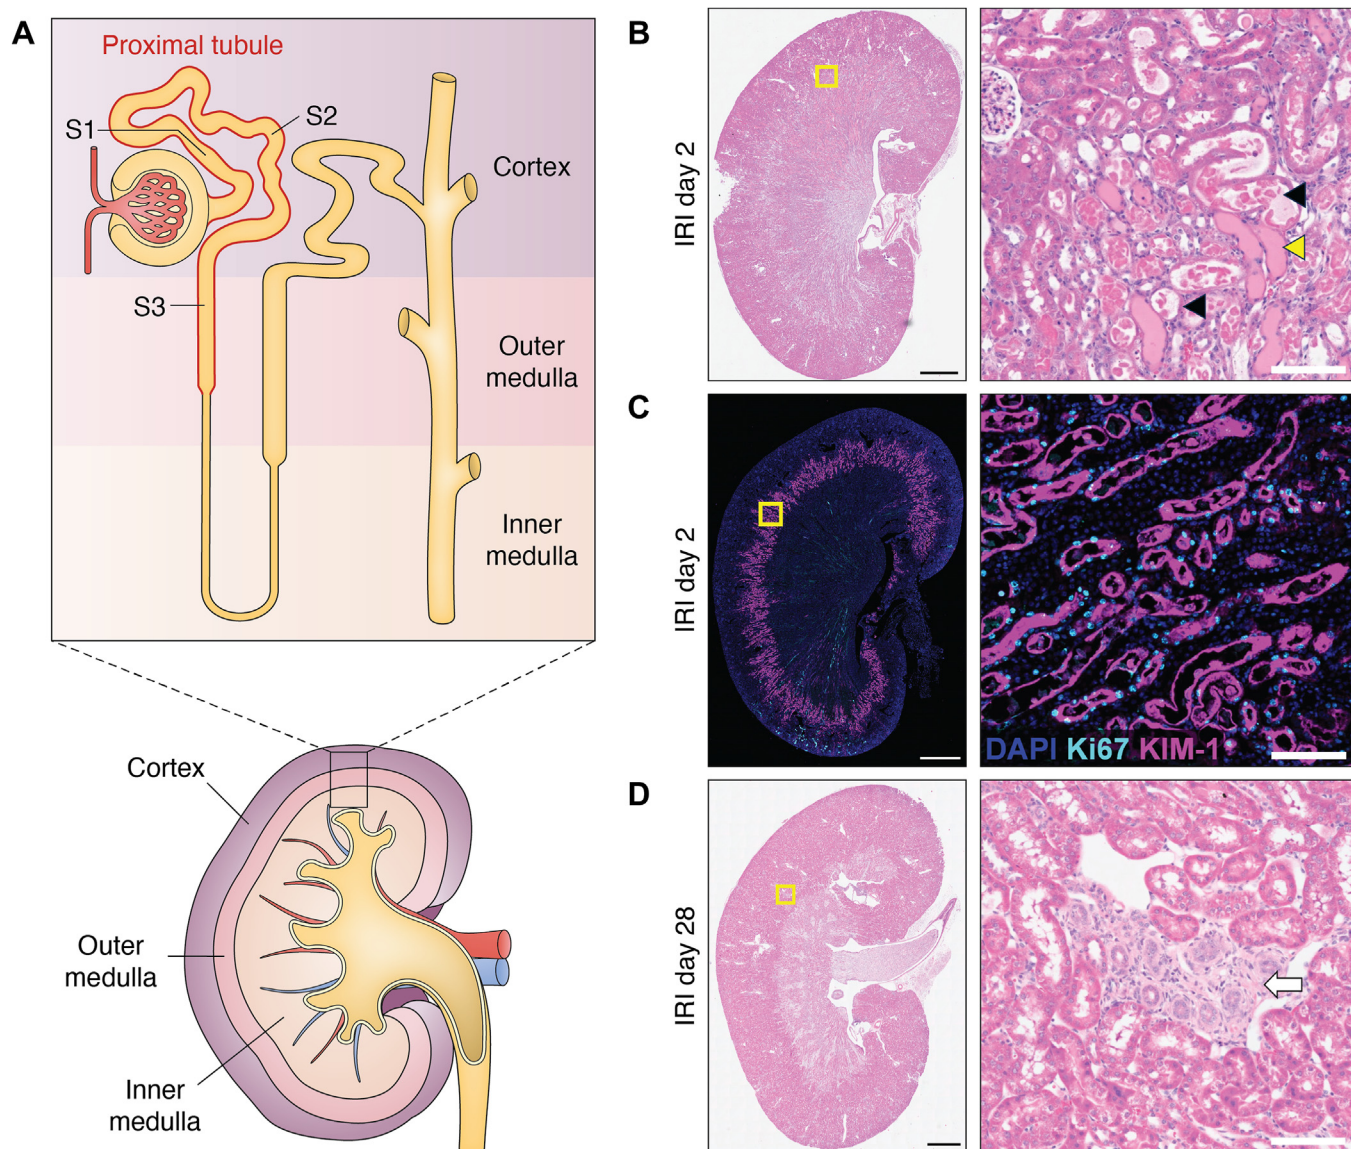 A
Proximal tubule
S1
S2
Cortex
S3
Outer
medulla
Inner
medulla
Cortex
Outer
medulla
Inner
medulla
B
IRI day 2
C
IRI day 2
DAPI Ki67 KIM-1
D
IRI day 28